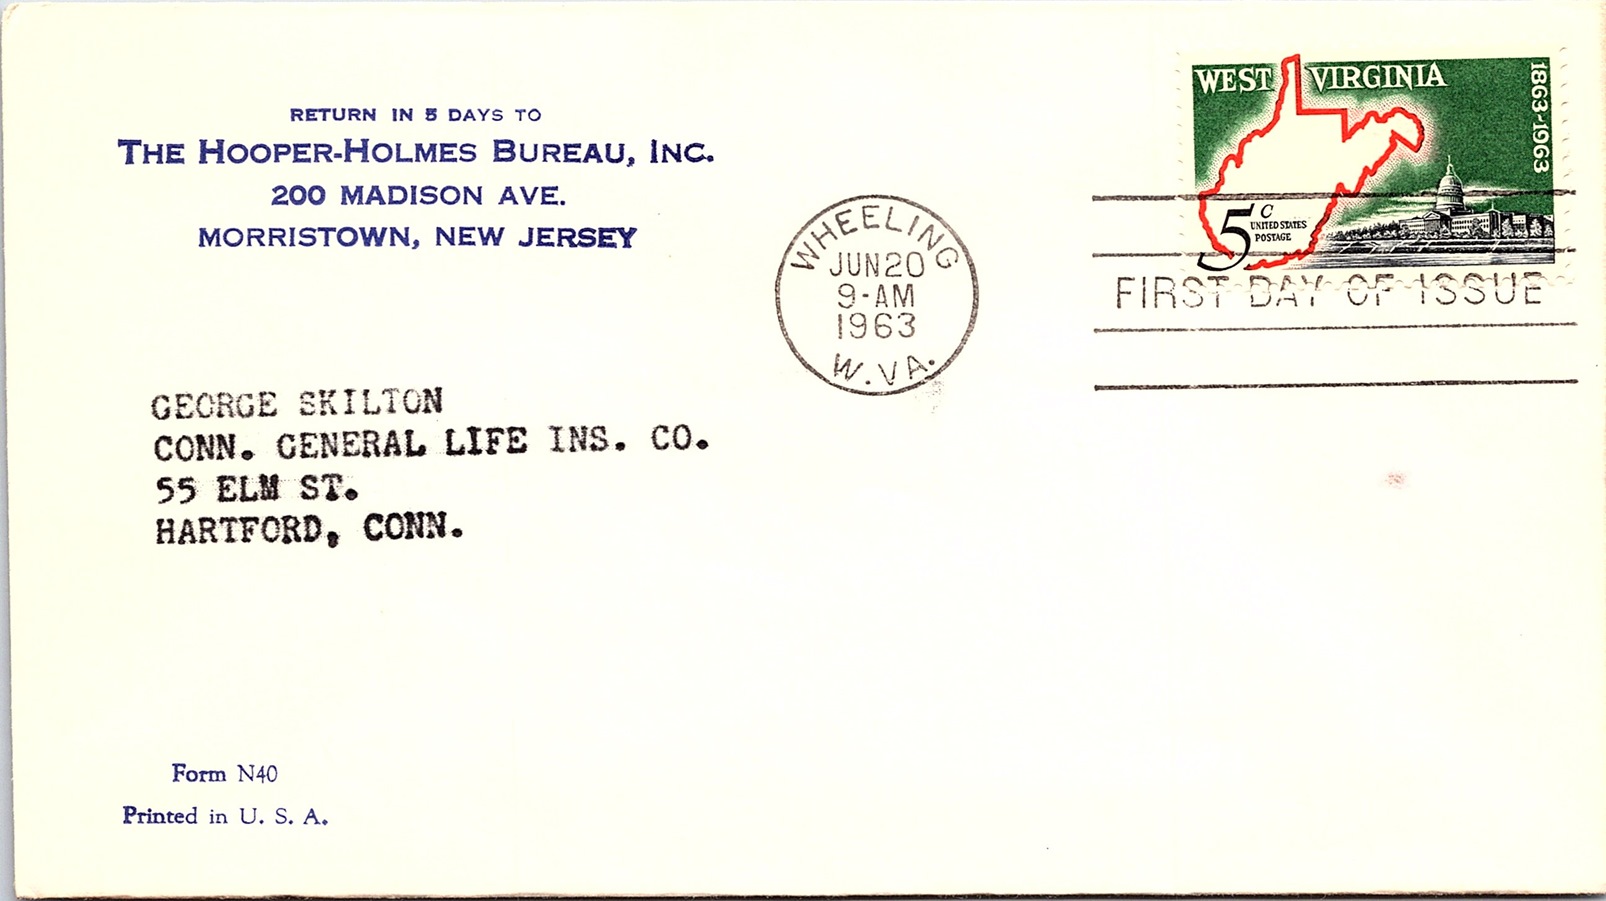 RETURN IN 5 DAYS TO
THE HOOPER-HOLMES BUREAU, INC.
200 MADISON AVE.
MORRISTOWN, NEW JERSEY
WEST VIRGINIA
1863-1963
5c
UNITED STATES
POSTAGE
WHEELING
JUN 20
9-AM
1963
W.VA.
FIRST DAY OF ISSUE
GEORGE SKILTON
CONN. GENERAL LIFE INS. CO.
55 ELM ST.
HARTFORD, CONN.
Form N40
Printed in U. S. A.